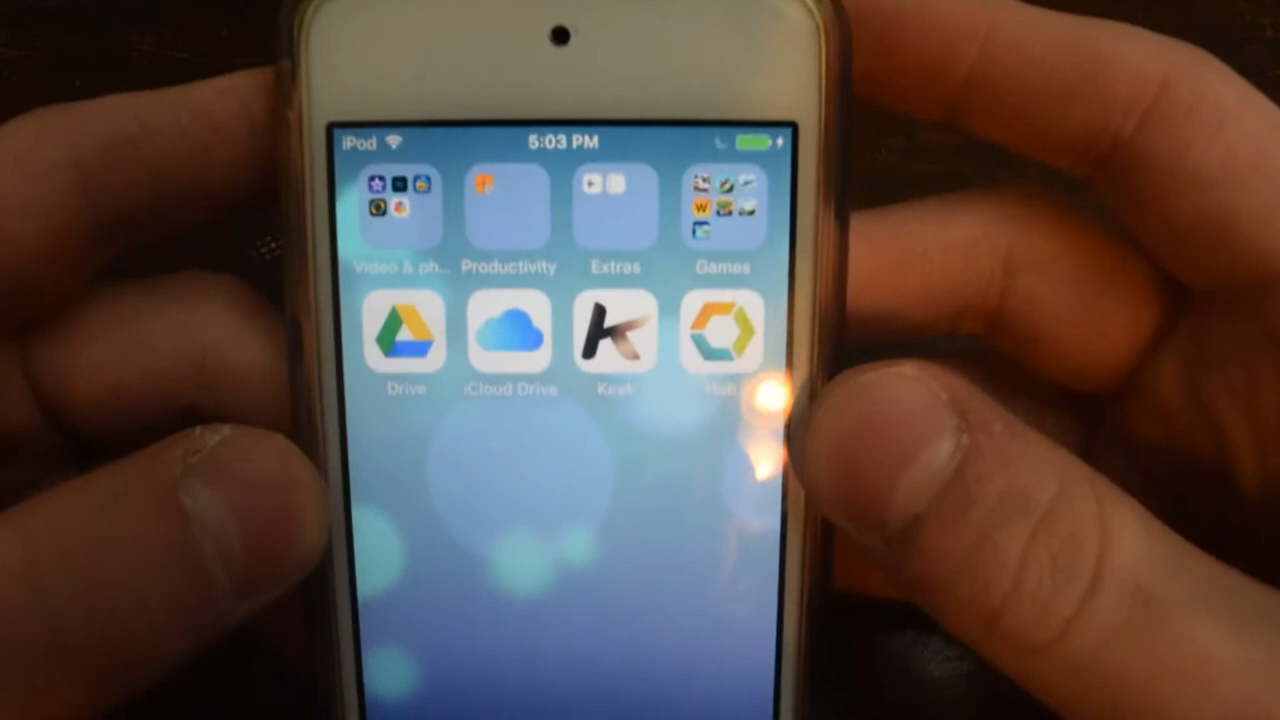 iPod 5:03 PM
Video & ph... Productivity Extras Games
W
Drive iCloud Drive Keek Hub